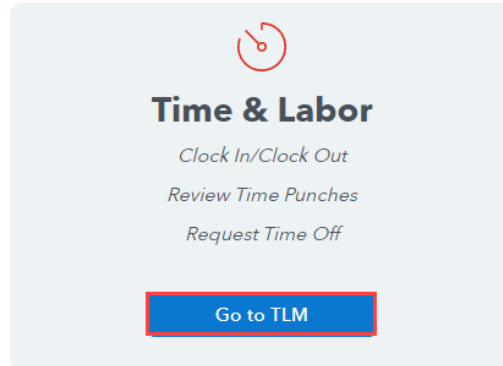 Time & Labor
Clock In/Clock Out
Review Time Punches
Request Time Off
Go to TLM